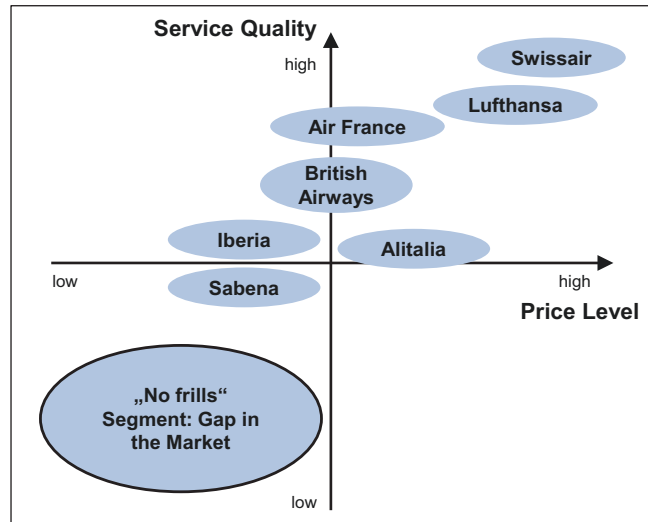 Service Quality
high
Swissair
Lufthansa
Air France
British
Airways
Iberia
Alitalia
low
high
Sabena
Price Level
„No frills“
Segment: Gap in
the Market
low